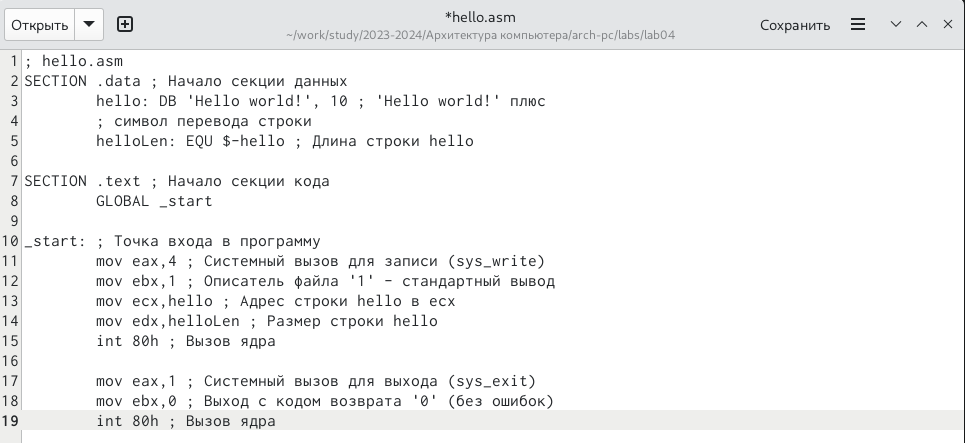 Открыть
*hello.asm
~/work/study/2023-2024/Архитектура компьютера/arch-pc/labs/lab04
Сохранить
1 ; hello.asm
2 SECTION .data ; Начало секции данных
3         hello: DB 'Hello world!', 10 ; 'Hello world!' плюс
4         ; символ перевода строки
5         helloLen: EQU $-hello ; Длина строки hello
6
7 SECTION .text ; Начало секции кода
8         GLOBAL _start
9
10 _start: ; Точка входа в программу
11         mov eax,4 ; Системный вызов для записи (sys_write)
12         mov ebx,1 ; Описатель файла '1' - стандартный вывод
13         mov ecx,hello ; Адрес строки hello в ecx
14         mov edx,helloLen ; Размер строки hello
15         int 80h ; Вызов ядра
16
17         mov eax,1 ; Системный вызов для выхода (sys_exit)
18         mov ebx,0 ; Выход с кодом возврата '0' (без ошибок)
19         int 80h ; Вызов ядра